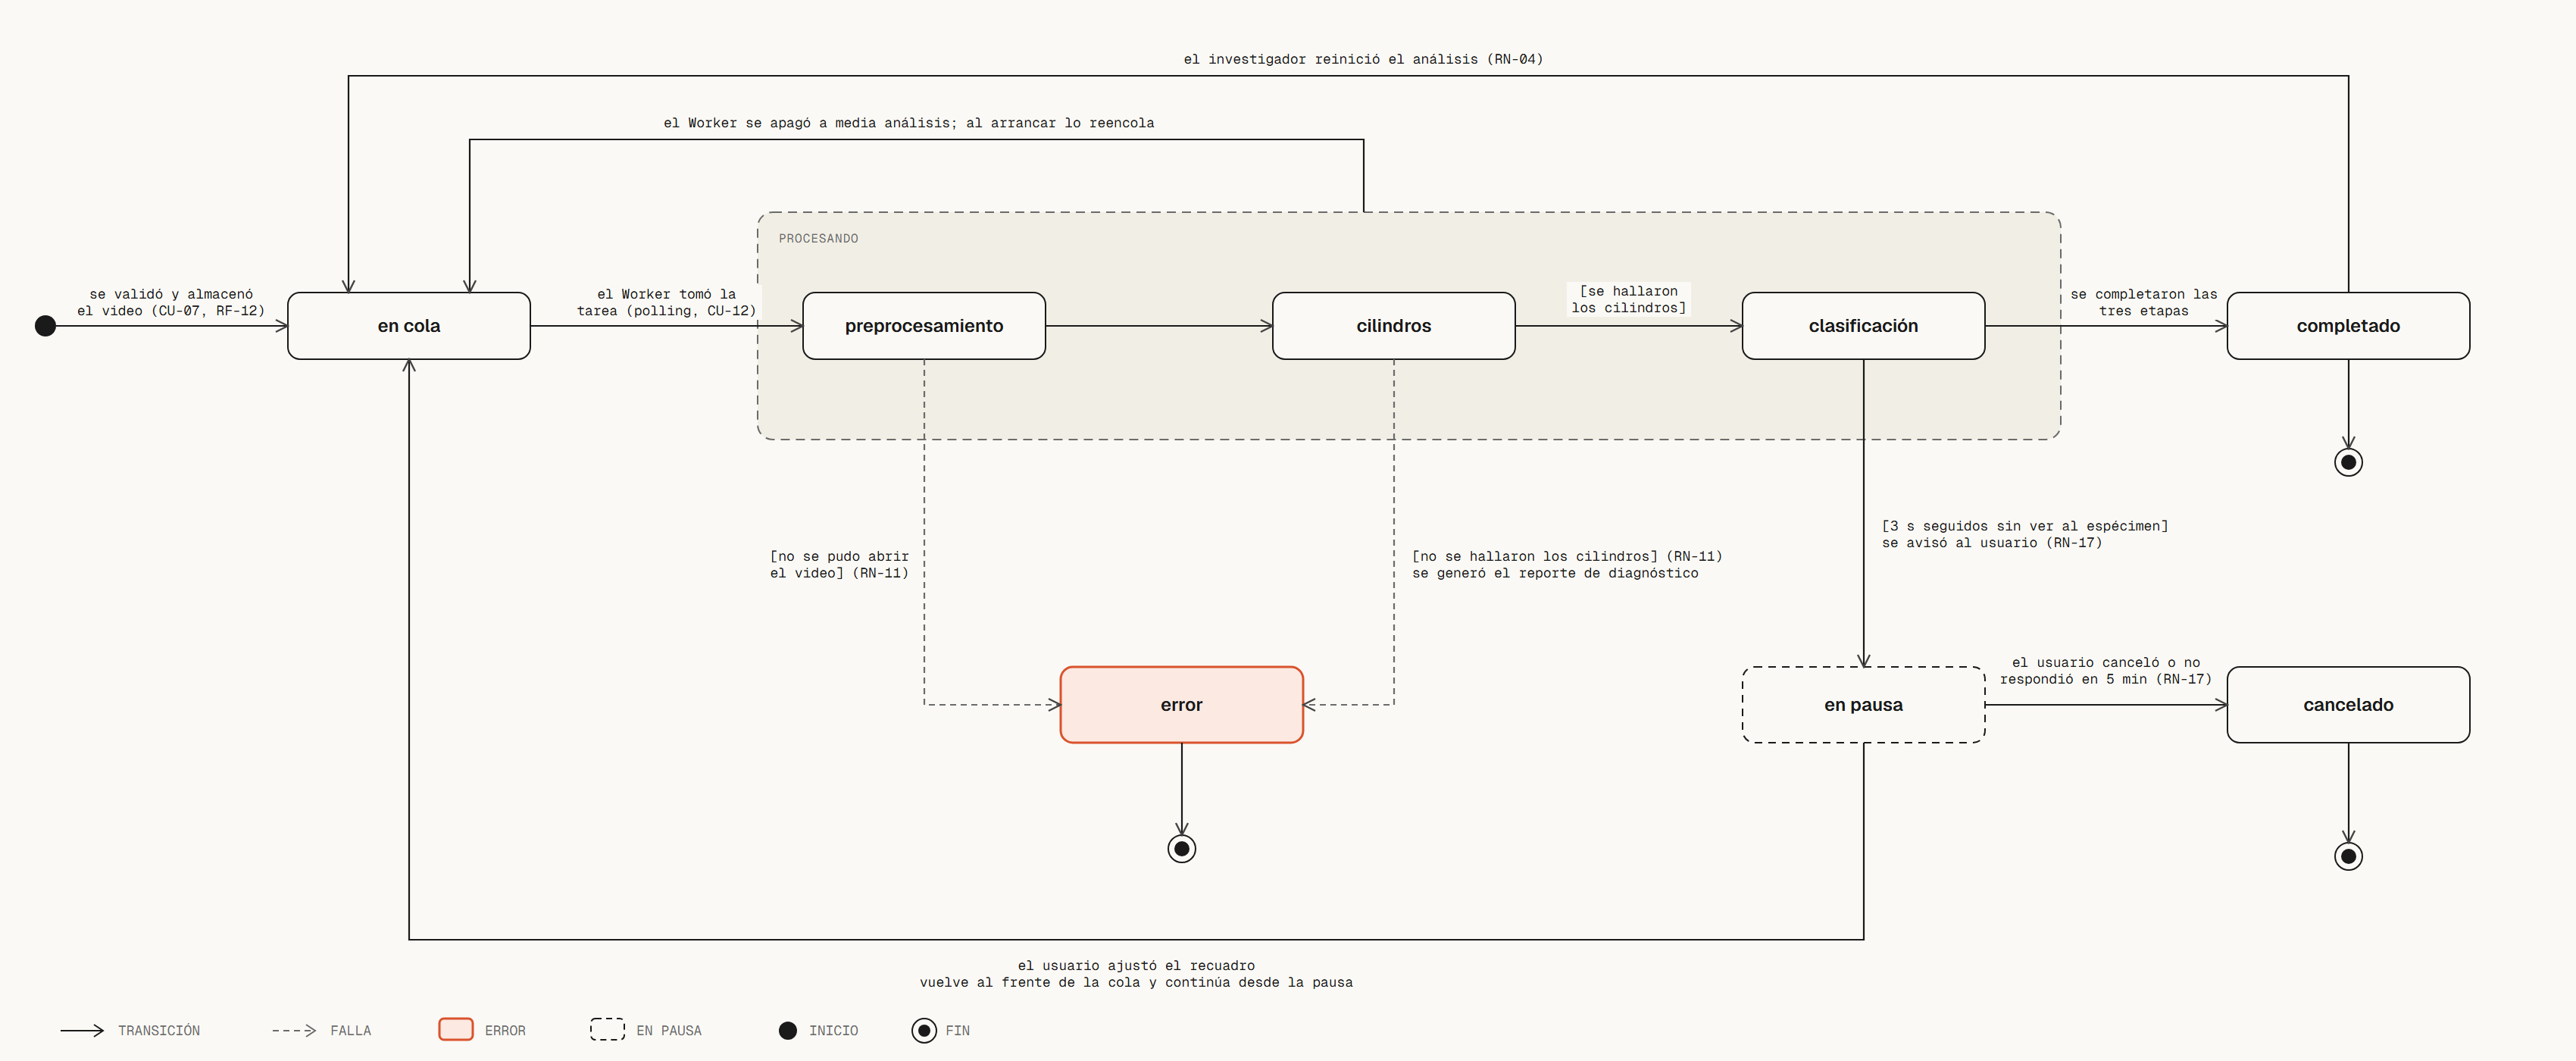 el investigador reinició el análisis (RN-04)
el Worker se apagó a media análisis; al arrancar lo reencola
PROCESANDO
se validó y almacenó
el video (CU-07, RF-12)
en cola
el Worker tomó la
tarea (polling, CU-12)
preprocesamiento
cilindros
[se hallaron
los cilindros]
clasificación
se completaron las
tres etapas
completado
[no se pudo abrir
el video] (RN-11)
[no se hallaron los cilindros] (RN-11)
se generó el reporte de diagnóstico
[3 s seguidos sin ver al espécimen]
se avisó al usuario (RN-17)
error
en pausa
el usuario canceló o no
respondió en 5 min (RN-17)
cancelado
el usuario ajustó el recuadro
vuelve al frente de la cola y continúa desde la pausa
TRANSICIÓN
FALLA
ERROR
EN PAUSA
INICIO
FIN